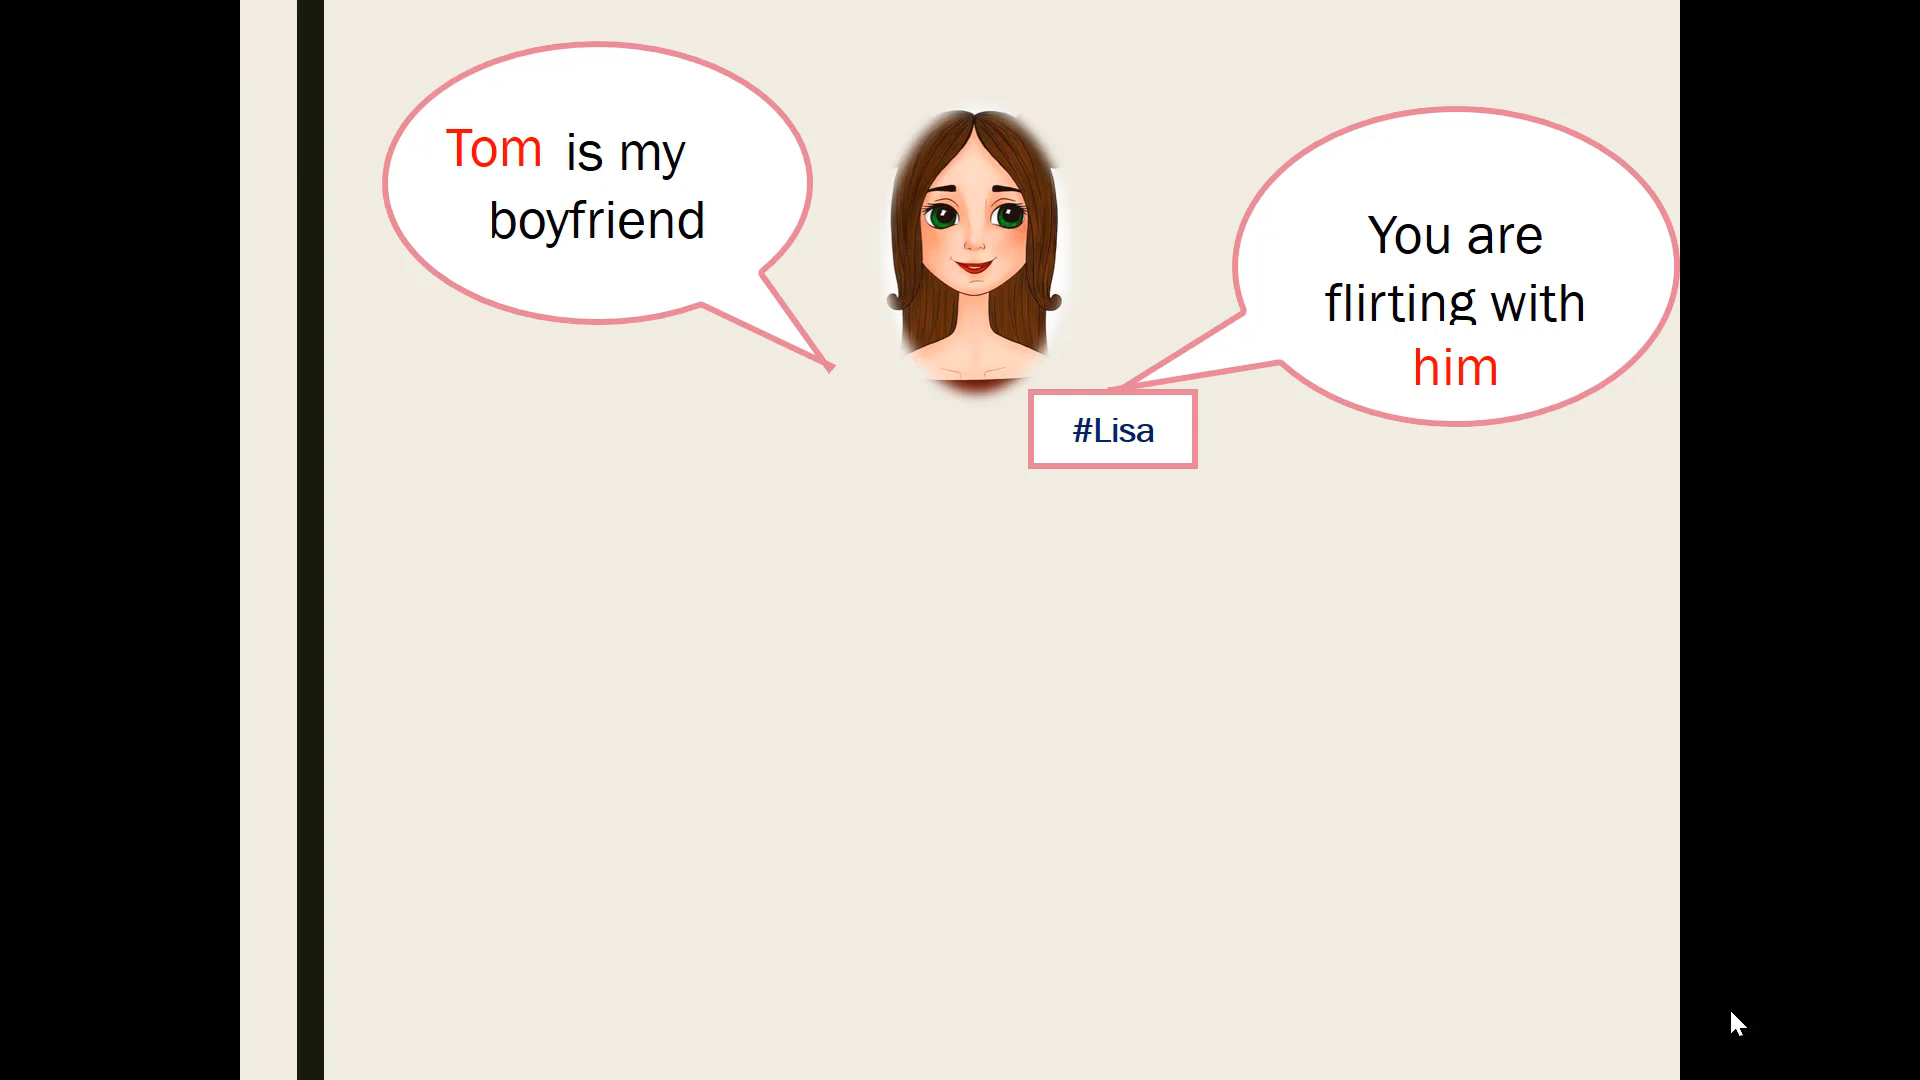 Tom is my
boyfriend
You are
flirting with
him
#Lisa